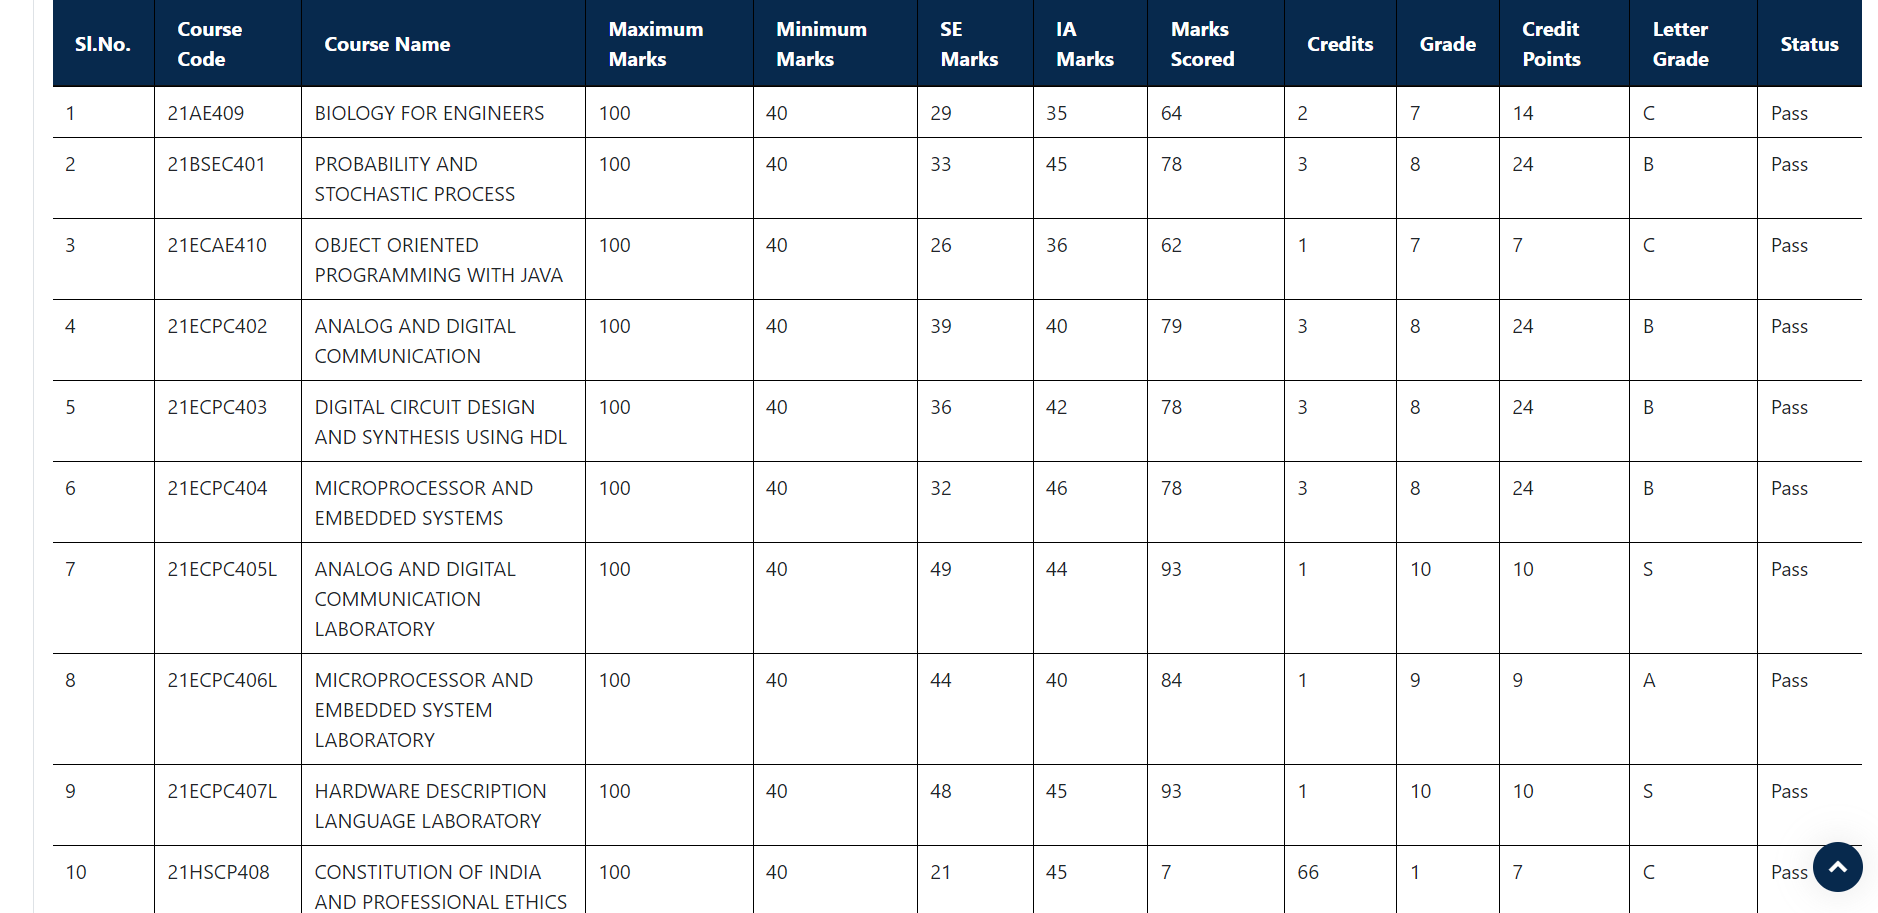 Sl.No. Course Code Course Name Maximum Marks Minimum Marks SE Marks IA Marks Marks Scored Credits Grade Credit Points Letter Grade Status
1 21AE409 BIOLOGY FOR ENGINEERS 100 40 29 35 64 2 7 14 C Pass
2 21BSEC401 PROBABILITY AND 100 40 33 45 78 3 8 24 B Pass
STOCHASTIC PROCESS
3 21ECAE410 OBJECT ORIENTED 100 40 26 36 62 1 7 7 C Pass
PROGRAMMING WITH JAVA
4 21ECPC402 ANALOG AND DIGITAL 100 40 39 40 79 3 8 24 B Pass
COMMUNICATION
5 21ECPC403 DIGITAL CIRCUIT DESIGN 100 40 36 42 78 3 8 24 B Pass
AND SYNTHESIS USING HDL
6 21ECPC404 MICROPROCESSOR AND 100 40 32 46 78 3 8 24 B Pass
EMBEDDED SYSTEMS
7 21ECPC405L ANALOG AND DIGITAL 100 40 49 44 93 1 10 10 S Pass
COMMUNICATION
LABORATORY
8 21ECPC406L MICROPROCESSOR AND 100 40 44 40 84 1 9 9 A Pass
EMBEDDED SYSTEM
LABORATORY
9 21ECPC407L HARDWARE DESCRIPTION 100 40 48 45 93 1 10 10 S Pass
LANGUAGE LABORATORY
10 21HSCP408 CONSTITUTION OF INDIA 100 40 21 45 7 66 1 7 C Pass
AND PROFESSIONAL ETHICS